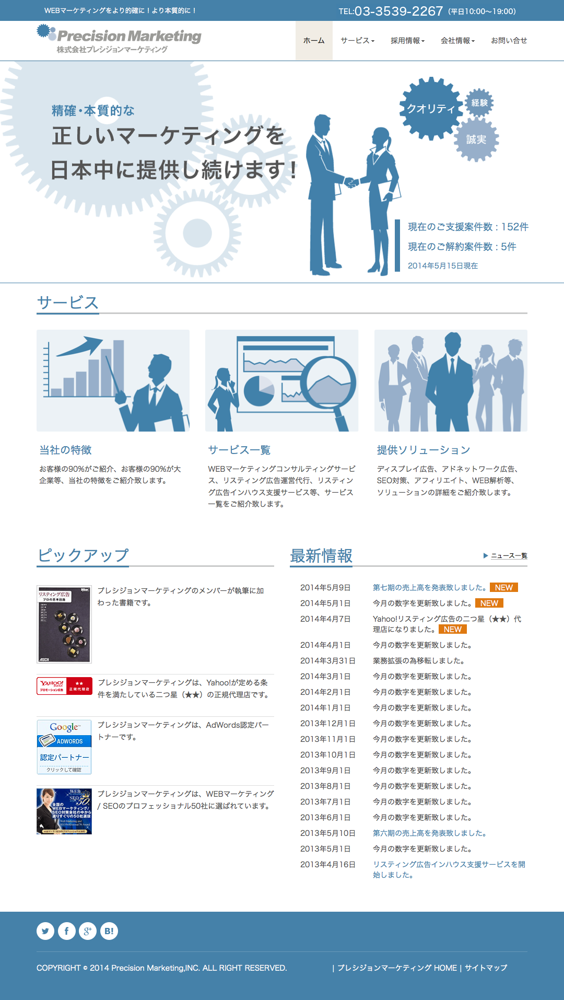 WEBマーケティングをより的確に！より本質的に！
TEL:03-3539-2267（平日10:00〜19:00）
Precision Marketing
株式会社プレシジョンマーケティング
ホーム
サービス
採用情報
会社情報
お問い合せ
精確・本質的な
正しいマーケティングを
日本中に提供し続けます！
クオリティ
経験
誠実
現在のご支援案件数：152件
現在のご解約案件数：5件
2014年5月15日現在
サービス
当社の特徴
お客様の90%がご紹介、お客様の90%が大
企業等、当社の特徴をご紹介致します。
サービス一覧
WEBマーケティングコンサルティングサービ
ス、リスティング広告運営代行、リスティン
グ広告インハウス支援サービス等、サービス
一覧をご紹介致します。
提供ソリューション
ディスプレイ広告、アドネットワーク広告、
SEO対策、アフィリエイト、WEB解析等、
ソリューションの詳細をご紹介致します。
ピックアップ
リスティング広告
プロの思考回路
ASCII
プレシジョンマーケティングのメンバーが執筆に加
わった書籍です。
YAHOO!
JAPAN
プロモーション広告
★★
正規代理店
プレシジョンマーケティングは、Yahoo!が定める条
件を満たしている二つ星（★★）の正規代理店です。
Google™
ADWORDS
認定パートナー
クリックして確認
プレシジョンマーケティングは、AdWords認定パー
トナーです。
WEB
SEO 50
全国の
WEBマーケティング/
SEO対策会社の中から
選りすぐりの50社選抜
Web Marketing and
SEO Professional 50 Award
プレシジョンマーケティングは、WEBマーケティング
/ SEOのプロフェッショナル50社に選ばれています。
最新情報
ニュース一覧
2014年5月9日 第七期の売上高を発表致しました。 NEW
2014年5月1日 今月の数字を更新致しました。 NEW
2014年4月7日 Yahoo!リスティング広告の二つ星（★★）代
理店になりました。 NEW
2014年4月1日 今月の数字を更新致しました。
2014年3月31日 業務拡張の為移転しました。
2014年3月1日 今月の数字を更新致しました。
2014年2月1日 今月の数字を更新致しました。
2014年1月1日 今月の数字を更新致しました。
2013年12月1日 今月の数字を更新致しました。
2013年11月1日 今月の数字を更新致しました。
2013年10月1日 今月の数字を更新致しました。
2013年9月1日 今月の数字を更新致しました。
2013年8月1日 今月の数字を更新致しました。
2013年7月1日 今月の数字を更新致しました。
2013年6月1日 今月の数字を更新致しました。
2013年5月10日 第六期の売上高を発表致しました。
2013年5月1日 今月の数字を更新致しました。
2013年4月16日 リスティング広告インハウス支援サービスを開
始しました。
f g+ B!
COPYRIGHT © 2014 Precision Marketing,INC. ALL RIGHT RESERVED.
| プレシジョンマーケティング HOME | サイトマップ